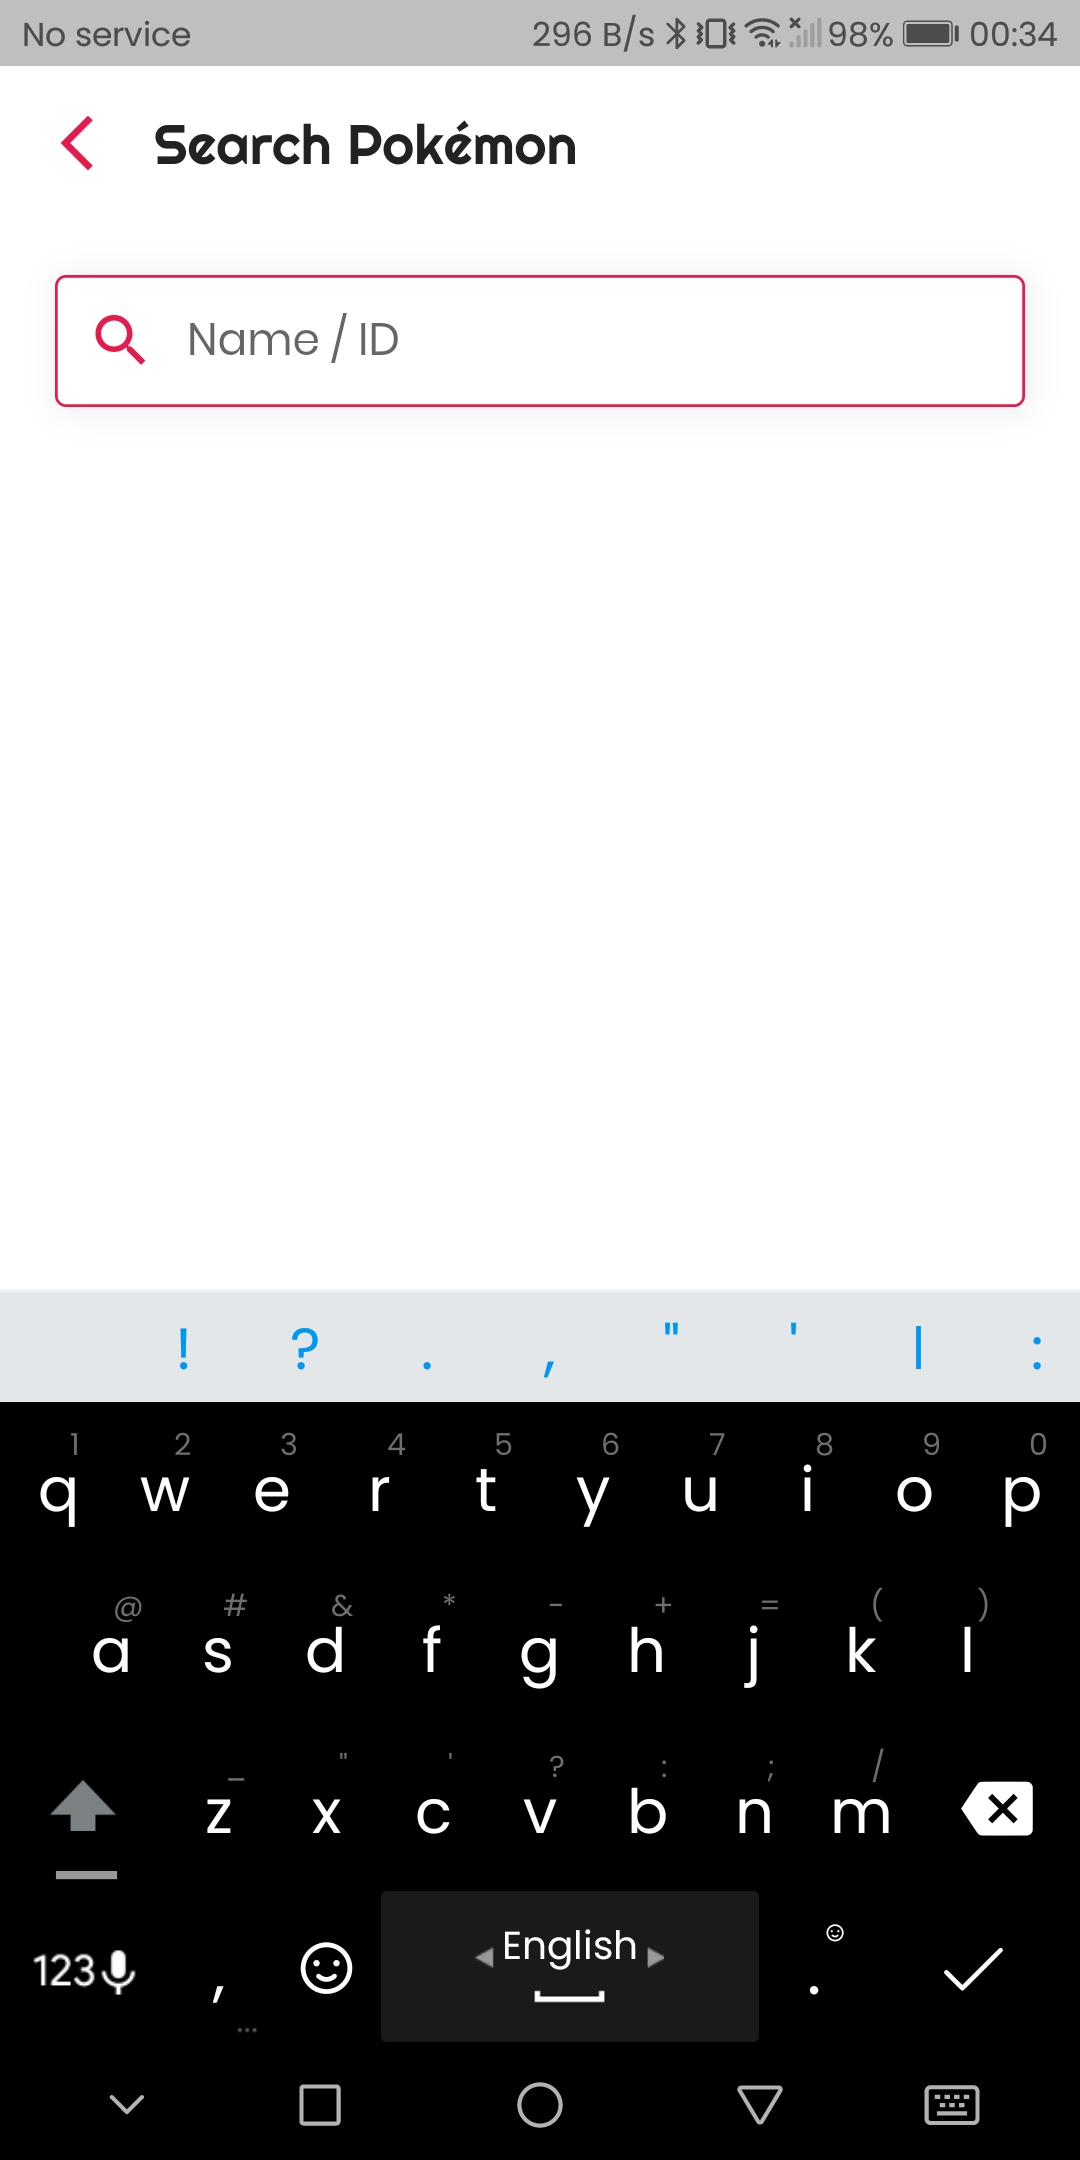 No service 296 B/s 98% 00:34
Search Pokémon
Name / ID
! ? . , " ' | :
1 2 3 4 5 6 7 8 9 0
q w e r t y u i o p
@ # & * - + = ( )
a s d f g h j k l
_ " ' ? : ; /
z x c v b n m
123 , English .
...